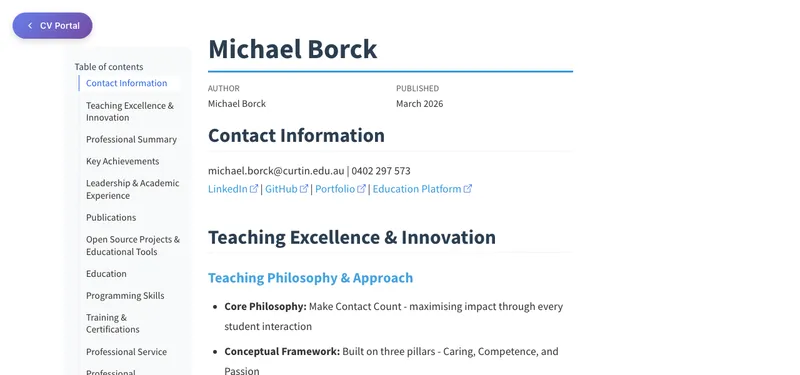 CV Portal
Table of contents
Contact Information
Teaching Excellence &
Innovation
Professional Summary
Key Achievements
Leadership & Academic
Experience
Publications
Open Source Projects &
Educational Tools
Education
Programming Skills
Training &
Certifications
Professional Service
Professional
Michael Borck
AUTHOR
PUBLISHED
Michael Borck
March 2026
Contact Information
michael.borck@curtin.edu.au | 0402 297 573
LinkedIn | GitHub | Portfolio | Education Platform
Teaching Excellence & Innovation
Teaching Philosophy & Approach
• Core Philosophy: Make Contact Count - maximising impact through every
student interaction
• Conceptual Framework: Built on three pillars - Caring, Competence, and
Passion